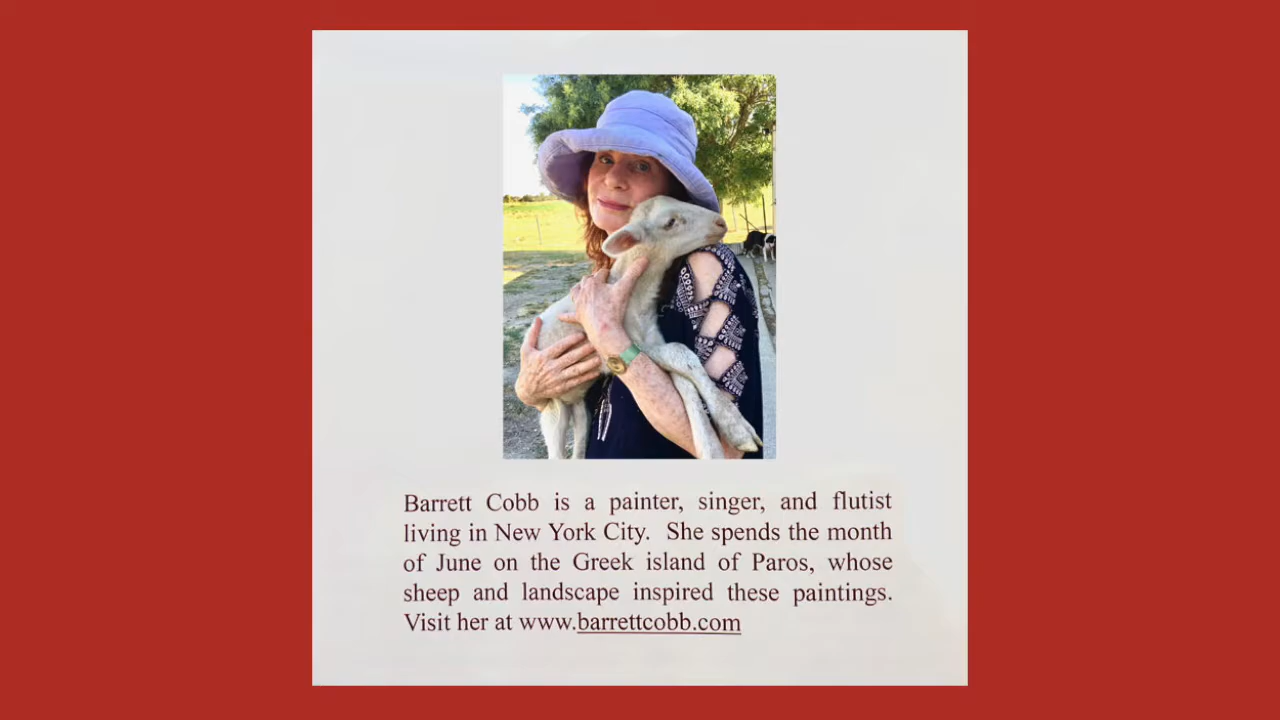 Barrett Cobb is a painter, singer, and flutist
living in New York City. She spends the month
of June on the Greek island of Paros, whose
sheep and landscape inspired these paintings.
Visit her at www.barrettcobb.com